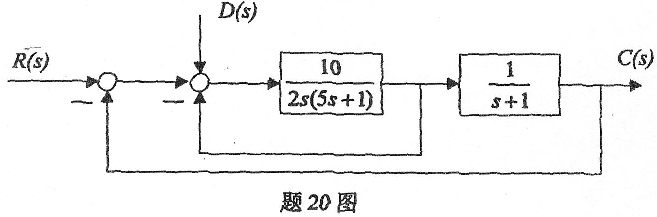 D(s)
R(s)
C(s)
10
2s(5s+1)
1
s+1
题20图